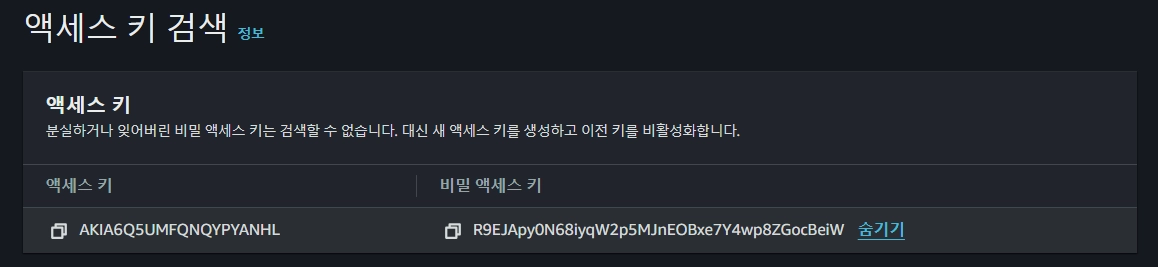 액세스 키 검색 정보
액세스 키
분실하거나 잊어버린 비밀 액세스 키는 검색할 수 없습니다. 대신 새 액세스 키를 생성하고 이전 키를 비활성화합니다.
액세스 키 비밀 액세스 키
AKIA6Q5UMFQNQYPYANHL R9EJApy0N68iyqW2p5MJnEOBxe7Y4wp8ZGocBeiW 숨기기